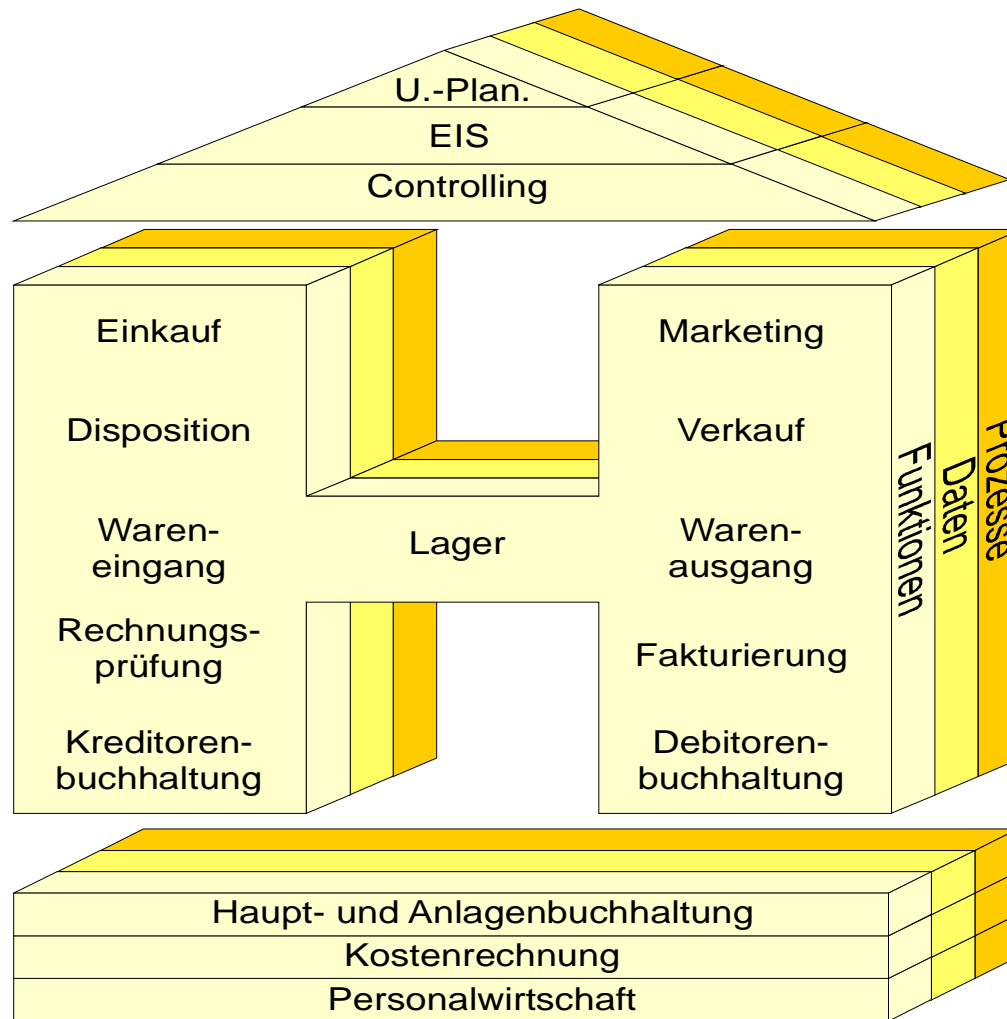 U.-Plan.
EIS
Controlling
Einkauf
Disposition
Waren-
eingang
Rechnungs-
prüfung
Kreditoren-
buchhaltung
Lager
Marketing
Verkauf
Waren-
ausgang
Fakturierung
Debitoren-
buchhaltung
Funktionen
Daten
Prozesse
Haupt- und Anlagenbuchhaltung
Kostenrechnung
Personalwirtschaft